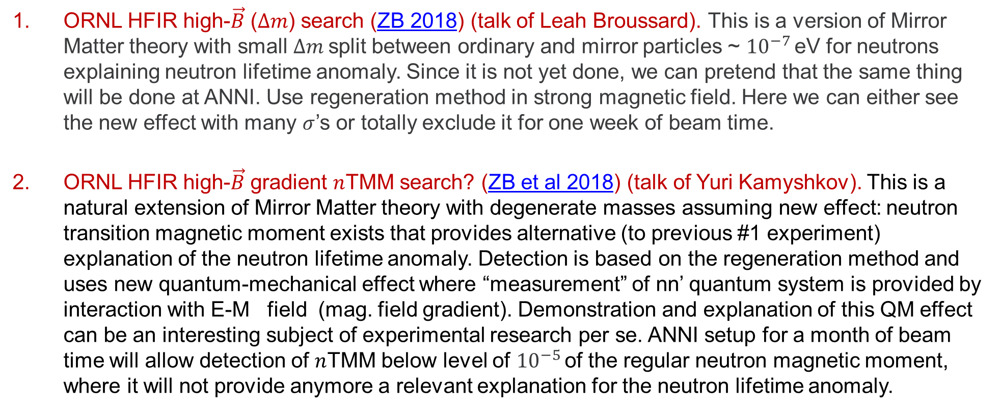 1. ORNL HFIR high-B⃗ (Δm) search (ZB 2018) (talk of Leah Broussard). This is a version of Mirror
Matter theory with small Δm split between ordinary and mirror particles ~ 10⁻⁷ eV for neutrons
explaining neutron lifetime anomaly. Since it is not yet done, we can pretend that the same thing
will be done at ANNI. Use regeneration method in strong magnetic field. Here we can either see
the new effect with many σ’s or totally exclude it for one week of beam time.
2. ORNL HFIR high-B⃗ gradient nTMM search? (ZB et al 2018) (talk of Yuri Kamyshkov). This is a
natural extension of Mirror Matter theory with degenerate masses assuming new effect: neutron
transition magnetic moment exists that provides alternative (to previous #1 experiment)
explanation of the neutron lifetime anomaly. Detection is based on the regeneration method and
uses new quantum-mechanical effect where “measurement” of nn’ quantum system is provided by
interaction with E-M field (mag. field gradient). Demonstration and explanation of this QM effect
can be an interesting subject of experimental research per se. ANNI setup for a month of beam
time will allow detection of nTMM below level of 10⁻⁵ of the regular neutron magnetic moment,
where it will not provide anymore a relevant explanation for the neutron lifetime anomaly.